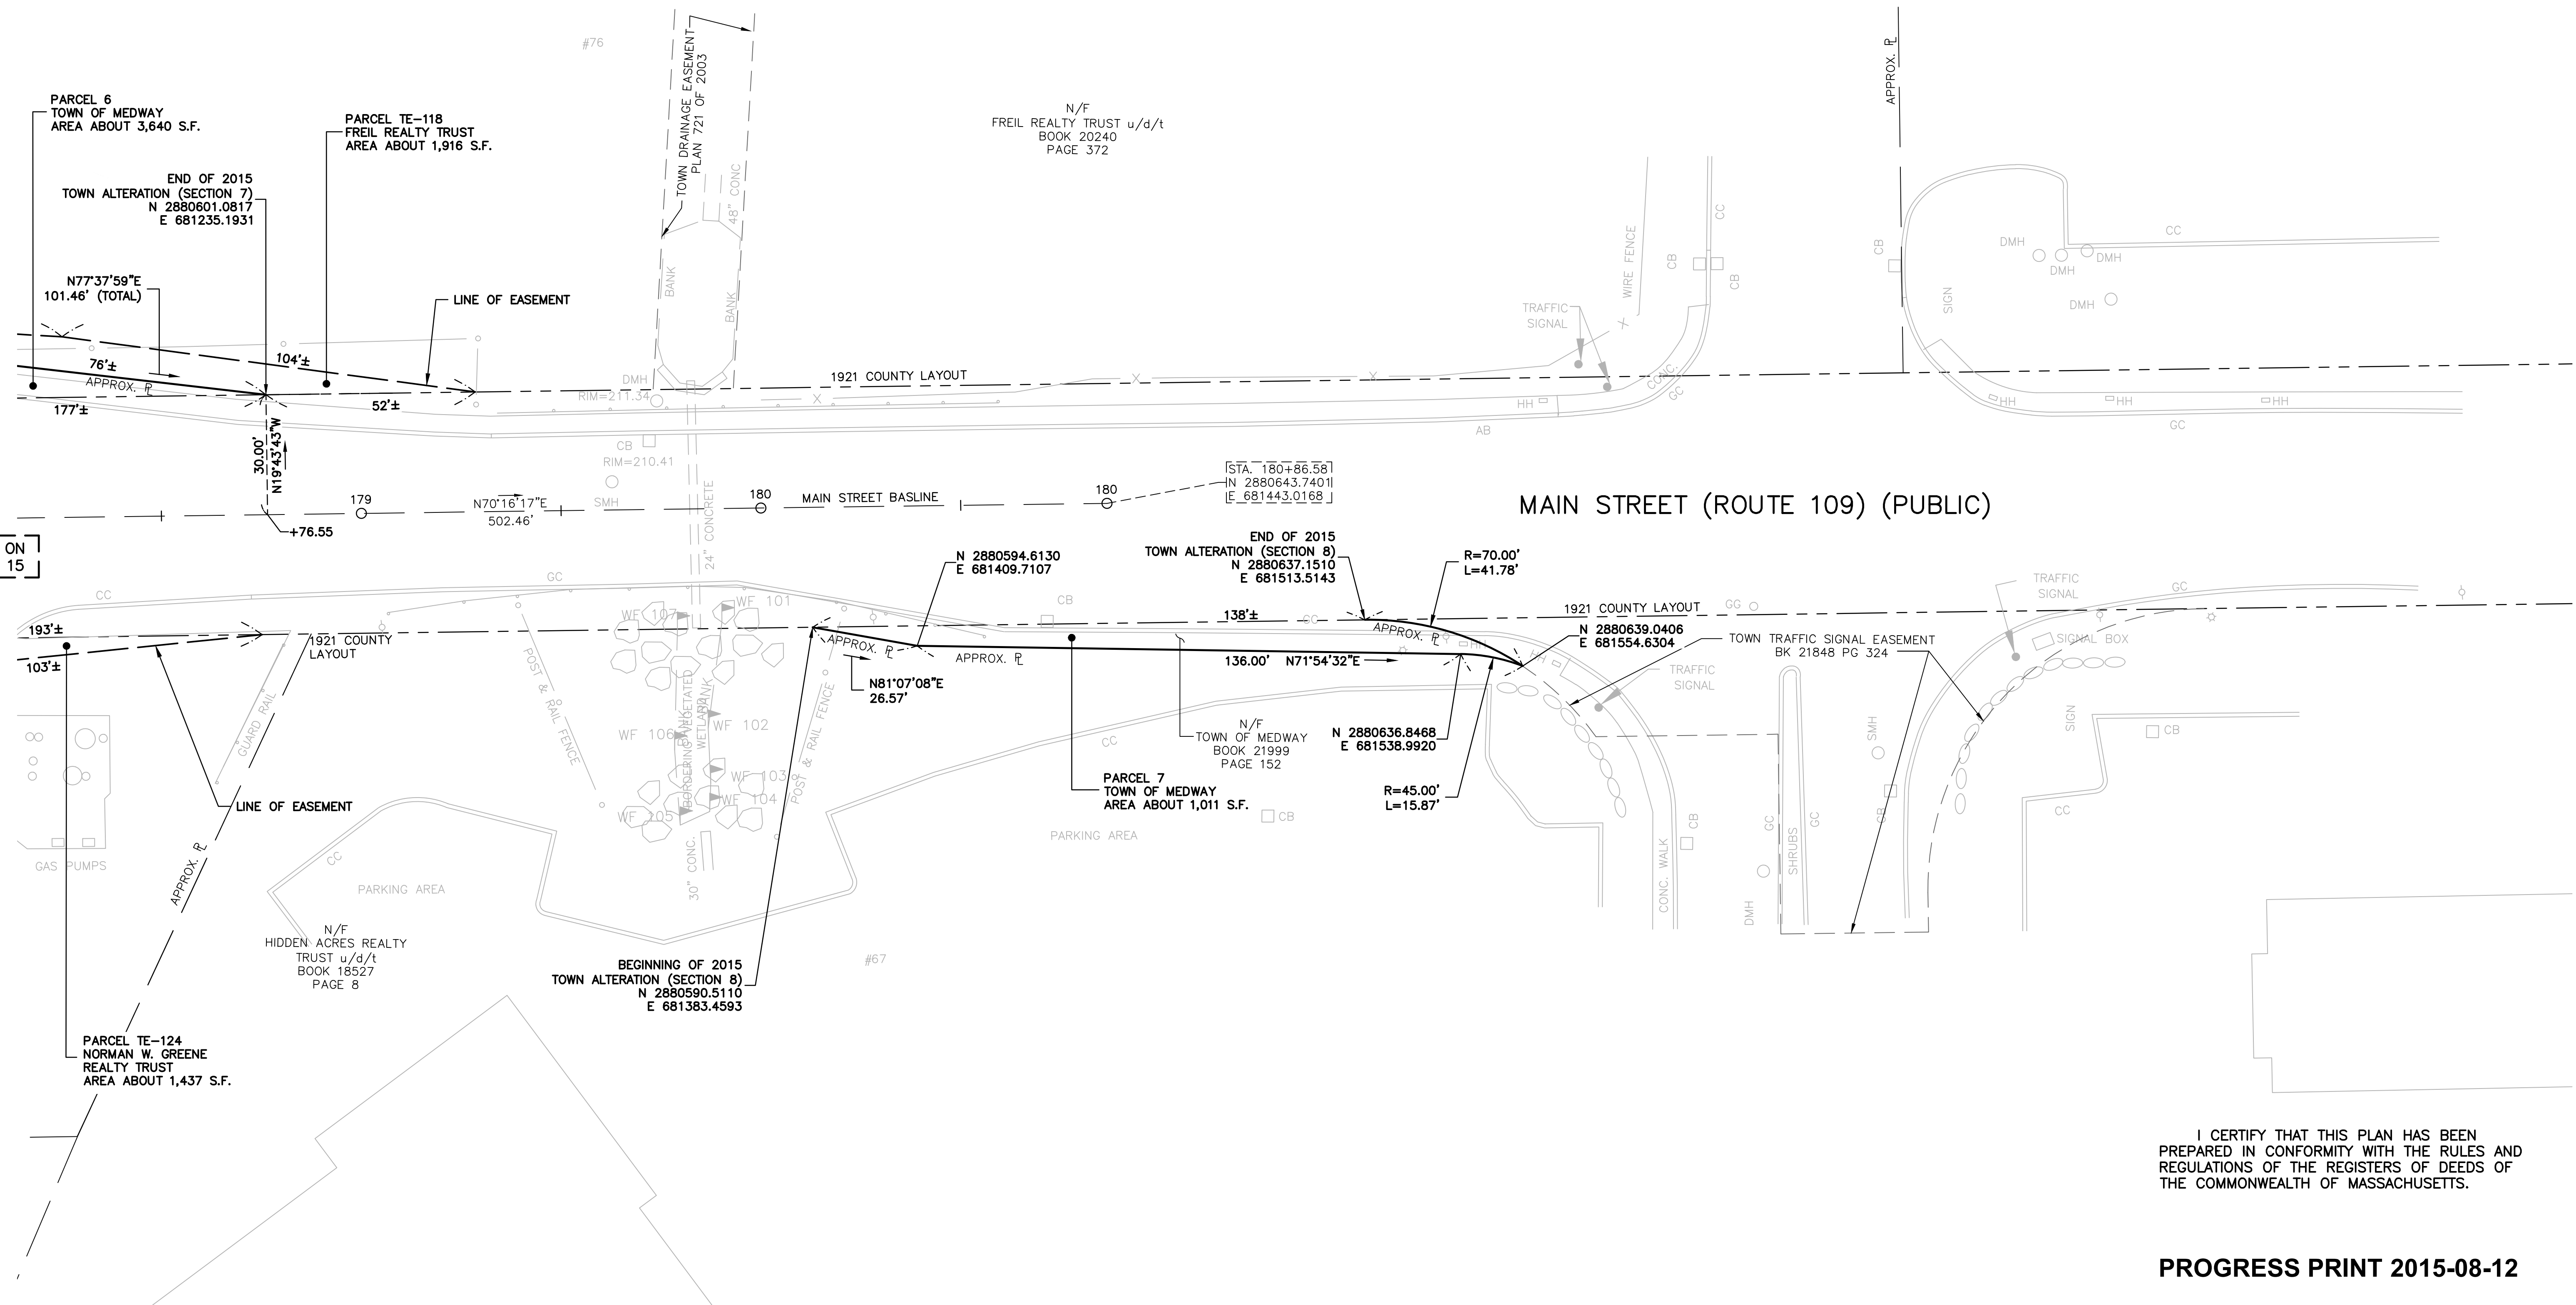 #76
TOWN DRAINAGE EASEMENT
PLAN 721 OF 2003
N/F
FREIL REALTY TRUST u/d/t
BOOK 20240
PAGE 372
APPROX. PL
PARCEL 6
TOWN OF MEDWAY
AREA ABOUT 3,640 S.F.
PARCEL TE-118
FREIL REALTY TRUST
AREA ABOUT 1,916 S.F.
END OF 2015
TOWN ALTERATION (SECTION 7)
N 2880601.0817
E 681235.1931
48" CONC
BANK
BANK
WIRE FENCE
CC
CB
CB
CB
SIGN
DMH
DMH
DMH
DMH
CC
N77°37'59"E
101.46' (TOTAL)
LINE OF EASEMENT
TRAFFIC
SIGNAL
76'±
104'±
APPROX. PL
177'±
52'±
DMH
RIM=211.34
1921 COUNTY LAYOUT
X
X
X
X
CONC.
GC
HH
HH
HH
HH
AB
GC
CB
RIM=210.41
SMH
30.00'
N19°43'43"W
179
N70°16'17"E
502.46'
180
MAIN STREET BASLINE
180
STA. 180+86.58
N 2880643.7401
E 681443.0168
MAIN STREET (ROUTE 109) (PUBLIC)
+76.55
ON
15
24" CONCRETE
END OF 2015
TOWN ALTERATION (SECTION 8)
N 2880637.1510
E 681513.5143
R=70.00'
L=41.78'
N 2880594.6130
E 681409.7107
CC
GC
WF 107
WF 101
CB
138'±
CC
APPROX. PL
1921 COUNTY LAYOUT
GG
TRAFFIC
SIGNAL
GC
SIGNAL BOX
193'±
103'±
1921 COUNTY
LAYOUT
APPROX. PL
APPROX. PL
136.00' N71°54'32"E
HH
HH
N 2880639.0406
E 681554.6304
TOWN TRAFFIC SIGNAL EASEMENT
BK 21848 PG 324
TRAFFIC
SIGNAL
N81°07'08"E
26.57'
POST & RAIL FENCE
POST & RAIL FENCE
GUARD RAIL
BORDERING VEGETATED
WETLAND
BANK
BANK
WF 102
WF 106
WF 103
WF 104
WF 105
N/F
TOWN OF MEDWAY
BOOK 21999
PAGE 152
N 2880636.8468
E 681538.9920
CC
SMH
SIGN
CB
PARCEL 7
TOWN OF MEDWAY
AREA ABOUT 1,011 S.F.
R=45.00'
L=15.87'
LINE OF EASEMENT
CB
CB
CB
CC
GC
GC
SHRUBS
PARKING AREA
GAS PUMPS
APPROX. PL
CC
PARKING AREA
30" CONC.
CONC. WALK
DMH
N/F
HIDDEN ACRES REALTY
TRUST u/d/t
BOOK 18527
PAGE 8
#67
BEGINNING OF 2015
TOWN ALTERATION (SECTION 8)
N 2880590.5110
E 681383.4593
PARCEL TE-124
NORMAN W. GREENE
REALTY TRUST
AREA ABOUT 1,437 S.F.
I CERTIFY THAT THIS PLAN HAS BEEN
PREPARED IN CONFORMITY WITH THE RULES AND
REGULATIONS OF THE REGISTERS OF DEEDS OF
THE COMMONWEALTH OF MASSACHUSETTS.
PROGRESS PRINT 2015-08-12